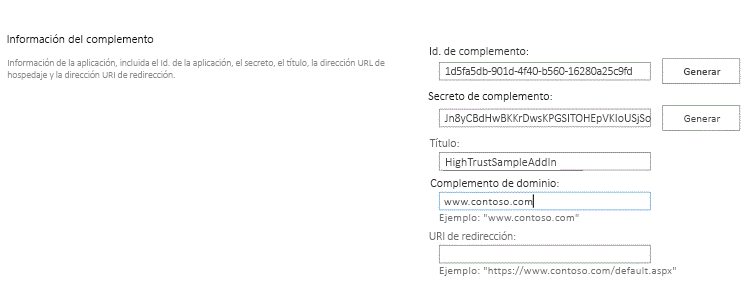 Información del complemento
Información de la aplicación, incluida el Id. de la aplicación, el secreto, el título, la dirección URL de
hospedaje y la dirección URI de redirección.
Id. de complemento:
1d5fa5db-901d-4f40-b560-16280a25c9fd
Generar
Secreto de complemento:
Jn8yCBdHwBKKrDwsKPGSITOHEpVKIoUSjSo
Generar
Título:
HighTrustSampleAddIn
Complemento de dominio:
www.contoso.com
Ejemplo: "www.contoso.com"
URI de redirección:
Ejemplo: "https://www.contoso.com/default.aspx"